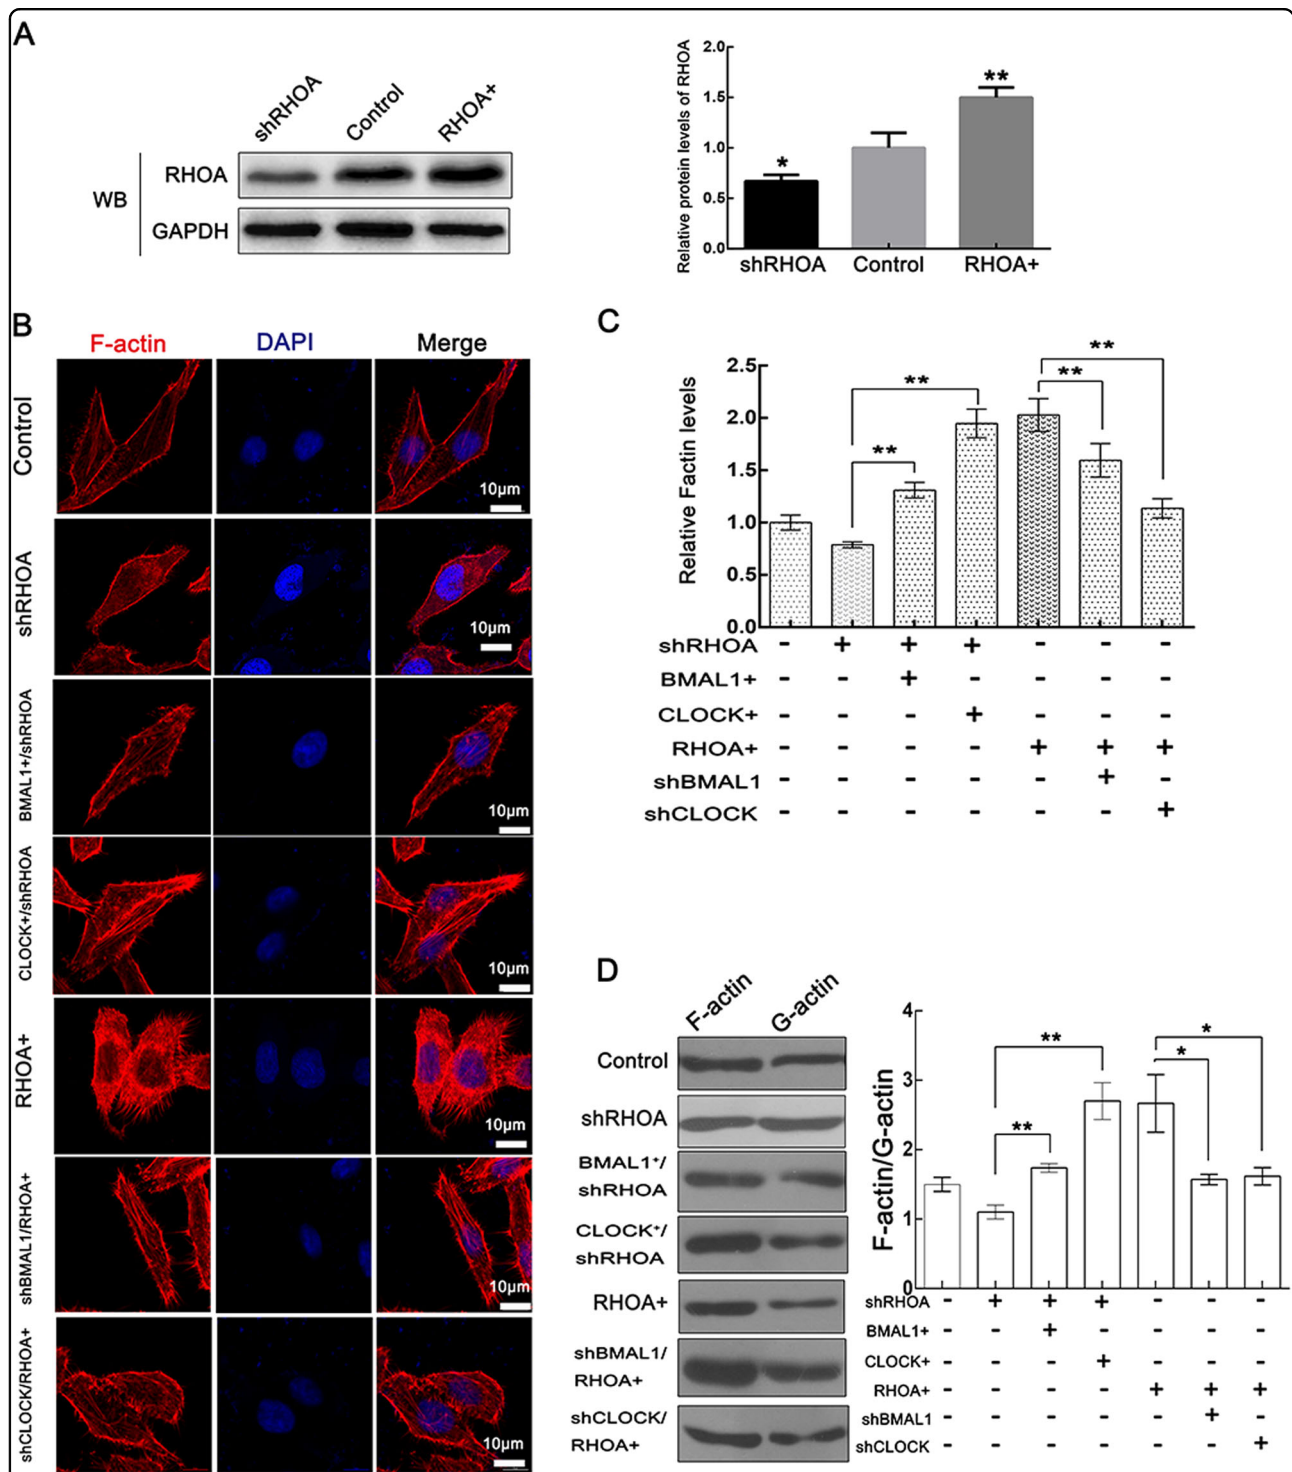 A
shRHOA
Control
RHOA+
WB
RHOA
GAPDH
Relative protein levels of RHOA
2.0
1.5
1.0
0.5
0.0
*
**
shRHOA Control RHOA+
B
F-actin DAPI Merge
Control
10μm
shRHOA
10μm
BMAL1+/shRHOA
10μm
CLOCK+/shRHOA
10μm
RHOA+
10μm
shBMAL1/RHOA+
10μm
shCLOCK/RHOA+
10μm
C
Relative Factin levels
2.5
2.0
1.5
1.0
0.5
0.0
**
**
**
**
shRHOA - + + + - - -
BMAL1+ - - + - - - -
CLOCK+ - - - + - - -
RHOA+ - - - - + + +
shBMAL1 - - - - - + -
shCLOCK - - - - - - +
D
F-actin
G-actin
Control
shRHOA
BMAL1+/
shRHOA
CLOCK+/
shRHOA
RHOA+
shBMAL1/
RHOA+
shCLOCK/
RHOA+
F-actin/G-actin
4
3
2
1
0
**
**
*
*
shRHOA - + + + - - -
BMAL1+ - - + - - - -
CLOCK+ - - - + - - -
RHOA+ - - - - + + +
shBMAL1 - - - - - + -
shCLOCK - - - - - - +